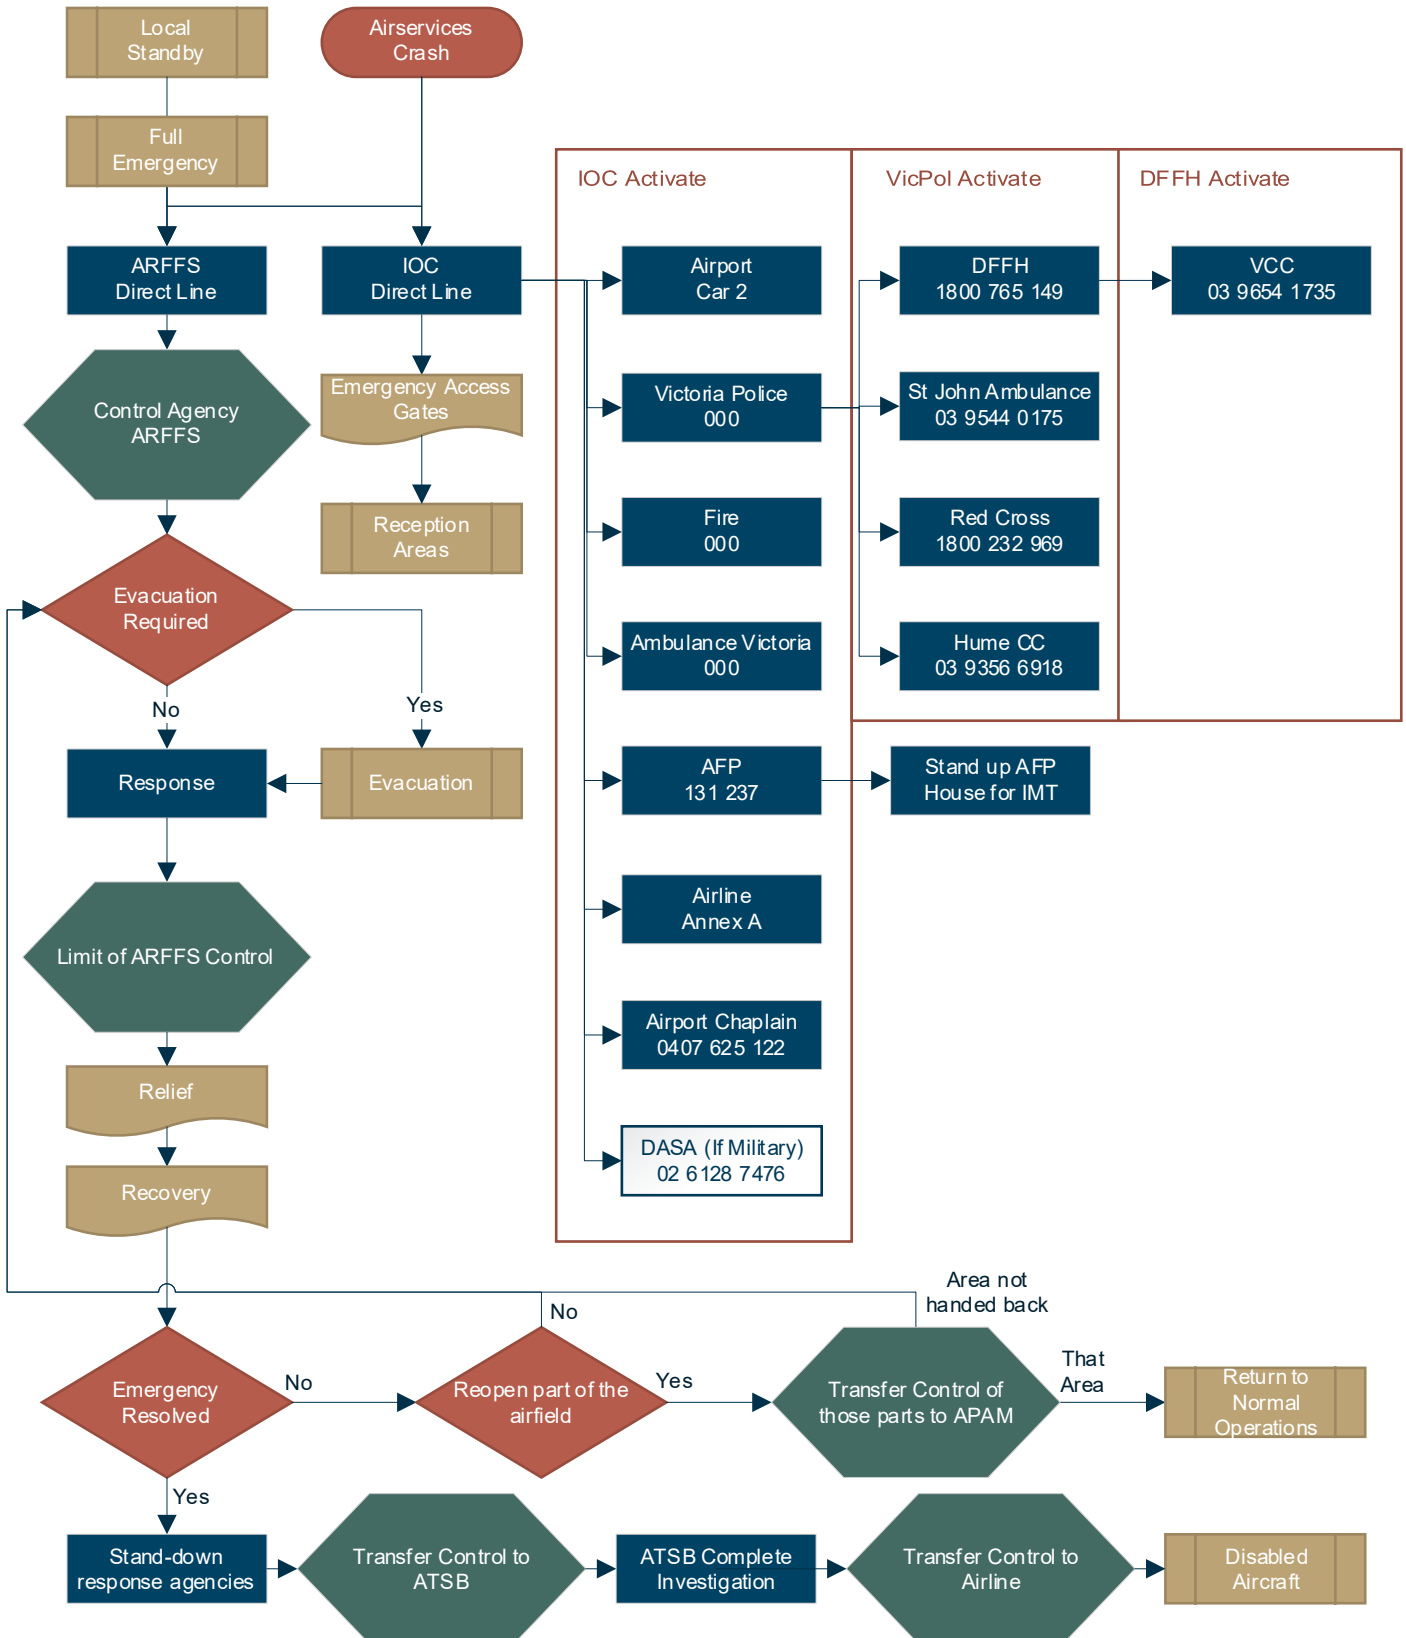 Local
Standby
Airservices
Crash
Full
Emergency
IOC Activate
VicPol Activate
DFFH Activate
ARFFS
Direct Line
IOC
Direct Line
Airport
Car 2
DFFH
1800 765 149
VCC
03 9654 1735
Control Agency
ARFFS
Emergency Access
Gates
Victoria Police
000
St John Ambulance
03 9544 0175
Reception
Areas
Fire
000
Red Cross
1800 232 969
Evacuation
Required
Ambulance Victoria
000
Hume CC
03 9356 6918
No
Yes
Response
Evacuation
AFP
131 237
Stand up AFP
House for IMT
Airline
Annex A
Limit of ARFFS Control
Airport Chaplain
0407 625 122
Relief
DASA (If Military)
02 6128 7476
Recovery
Area not
handed back
No
Emergency
Resolved
No
Reopen part of the
airfield
Yes
Transfer Control of
those parts to APAM
That
Area
Return to
Normal
Operations
Yes
Stand-down
response agencies
Transfer Control to
ATSB
ATSB Complete
Investigation
Transfer Control to
Airline
Disabled
Aircraft